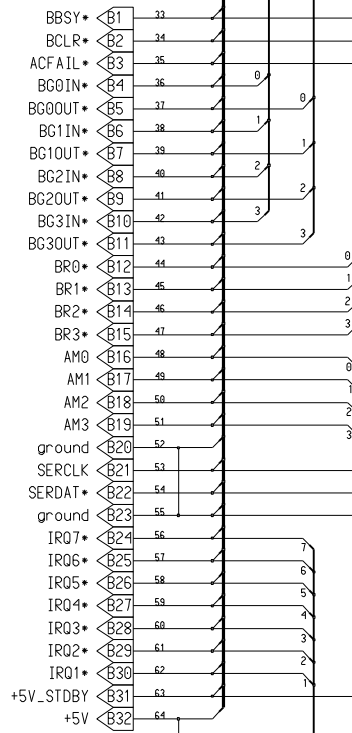 BBSY* B1 33
BCLR* B2 34
ACFAIL* B3 35
BG0IN* B4 36 0
BG0OUT* B5 37 0
BG1IN* B6 38 1
BG1OUT* B7 39 1
BG2IN* B8 40 2
BG2OUT* B9 41 2
BG3IN* B10 42 3
BG3OUT* B11 43 3
BR0* B12 44 0
BR1* B13 45 1
BR2* B14 46 2
BR3* B15 47 3
AM0 B16 48
AM1 B17 49 0
AM2 B18 50 1
AM3 B19 51 2
ground B20 52 3
SERCLK B21 53
SERDAT* B22 54
ground B23 55
IRQ7* B24 56 7
IRQ6* B25 57 6
IRQ5* B26 58 5
IRQ4* B27 59 4
IRQ3* B28 60 3
IRQ2* B29 61 2
IRQ1* B30 62 1
+5V_STDBY B31 63
+5V B32 64